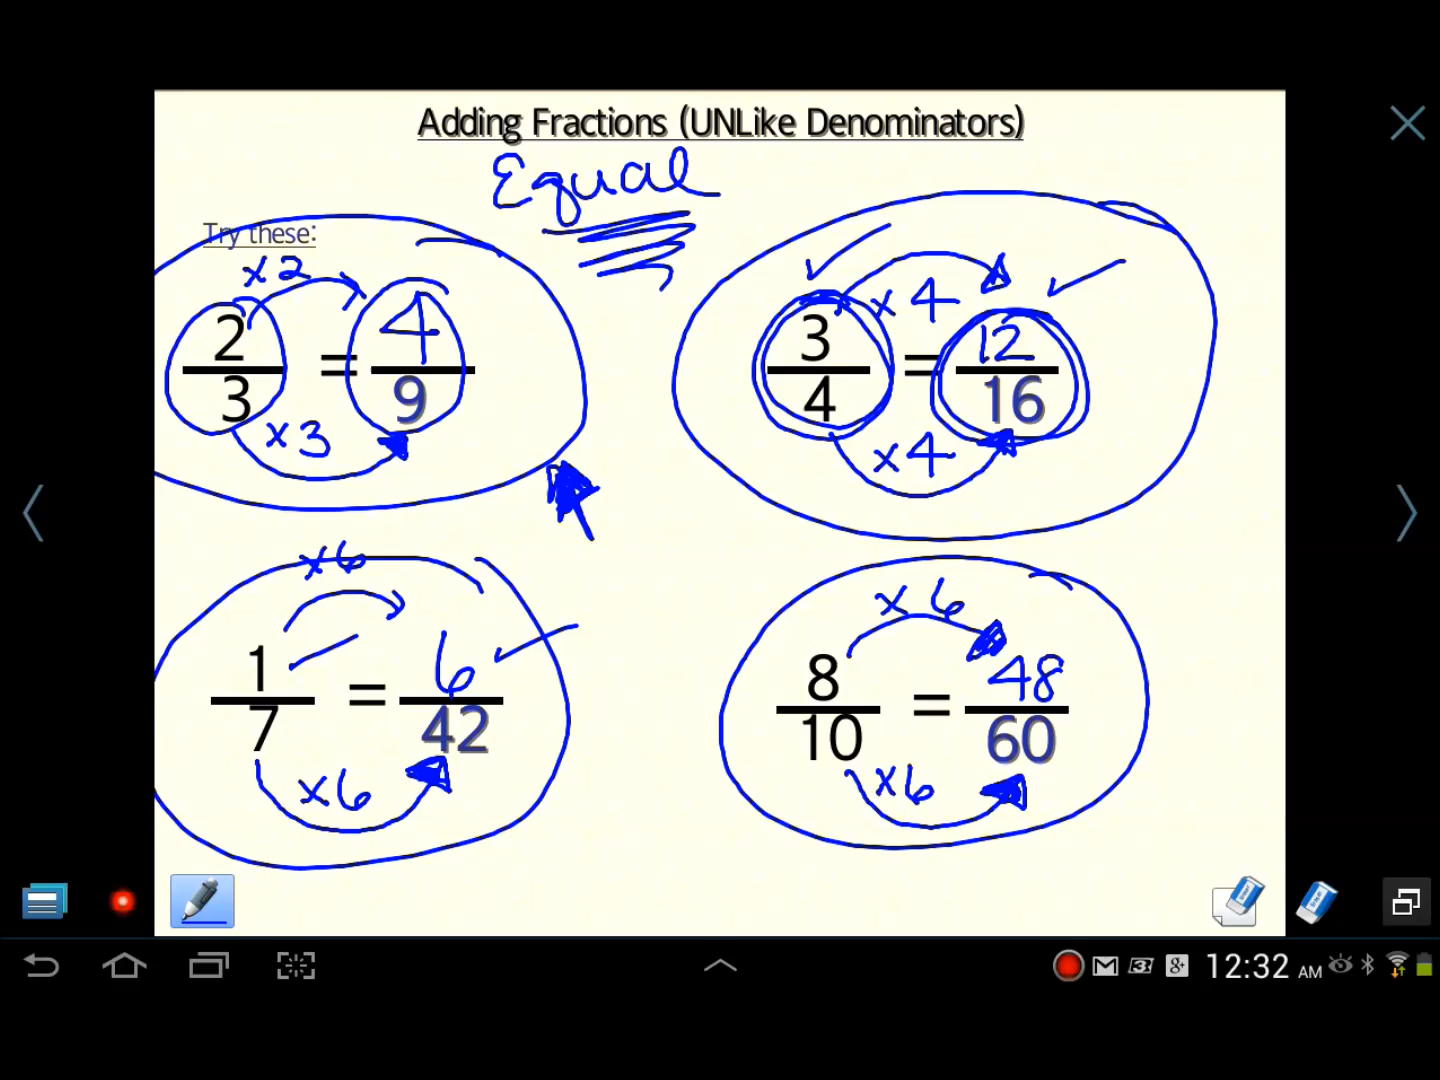 Adding Fractions (UNLike Denominators)
Equal
Try these:
x2
2/3 = 4/9
x3
x4
3/4 = 12/16
x4
x6
1/7 = 6/42
x6
x6
8/10 = 48/60
x6
12:32 AM